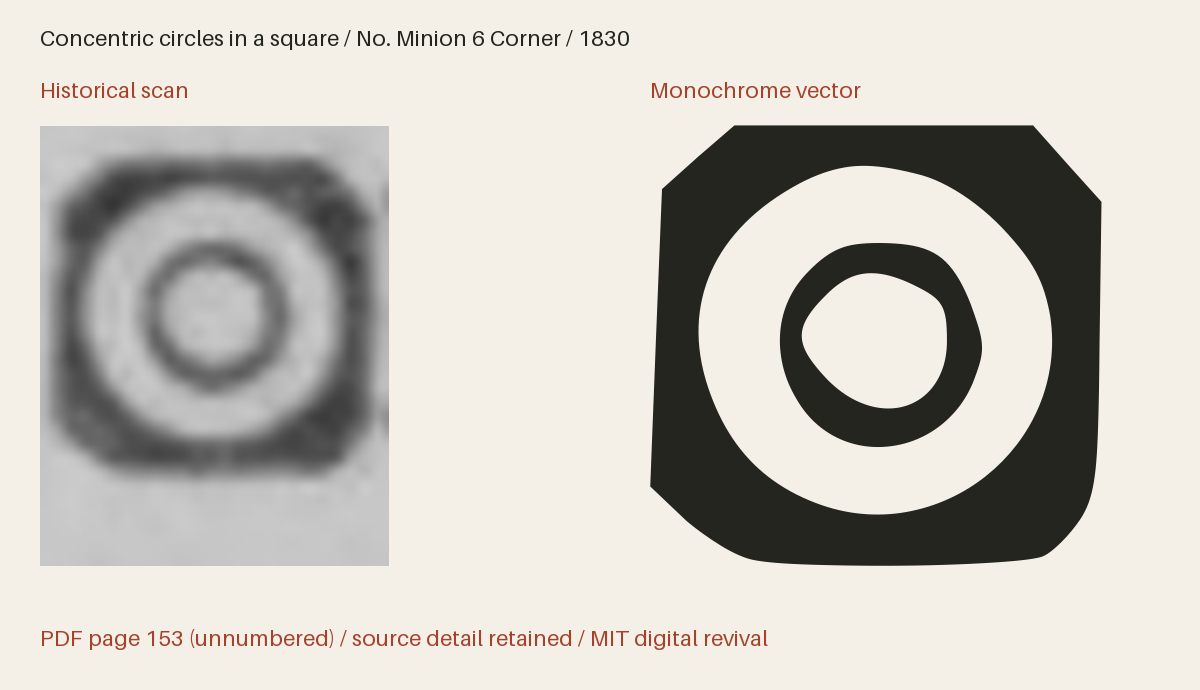 Concentric circles in a square / No. Minion 6 Corner / 1830
Historical scan
Monochrome vector
PDF page 153 (unnumbered) / source detail retained / MIT digital revival